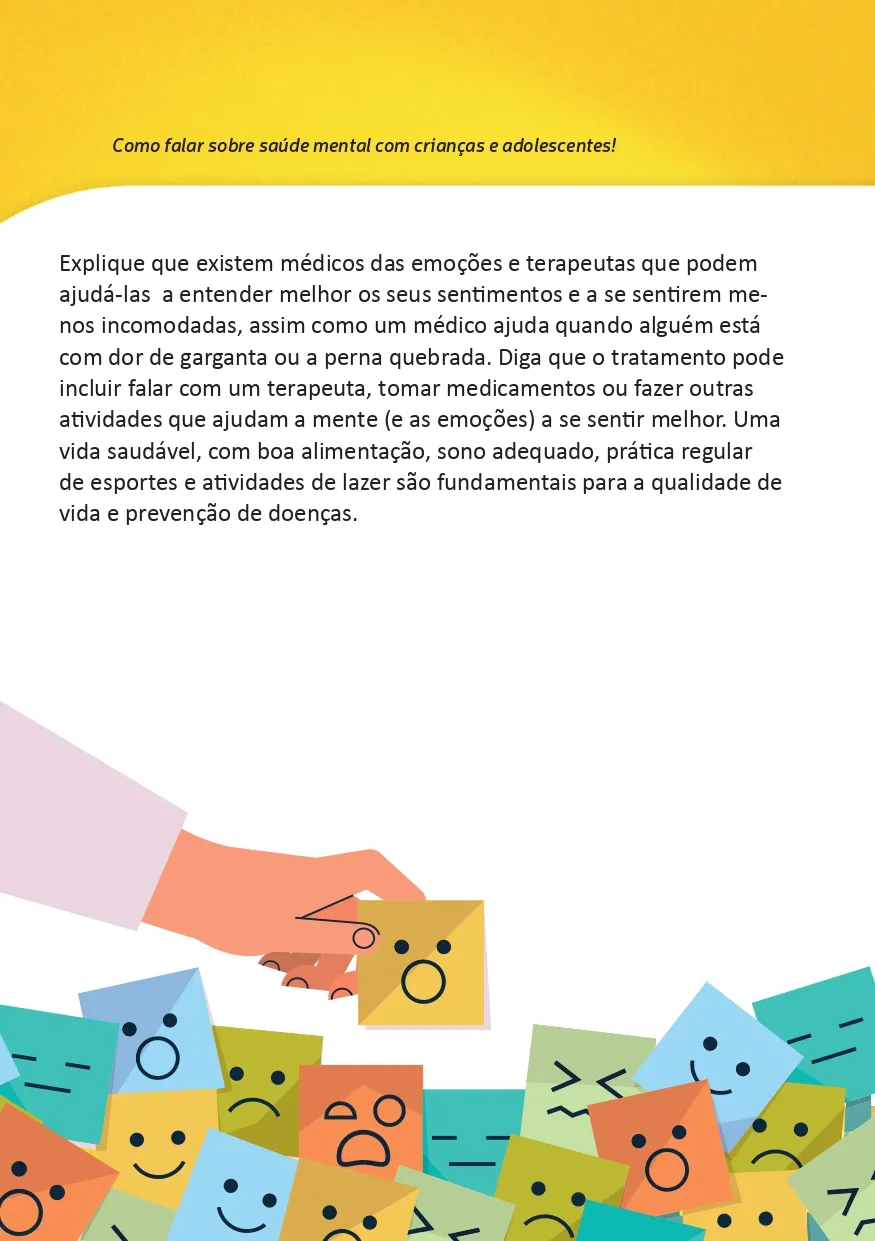 Como falar sobre saúde mental com crianças e adolescentes!
Explique que existem médicos das emoções e terapeutas que podem
ajudá-las  a entender melhor os seus sentimentos e a se sentirem me-
nos incomodadas, assim como um médico ajuda quando alguém está
com dor de garganta ou a perna quebrada. Diga que o tratamento pode
incluir falar com um terapeuta, tomar medicamentos ou fazer outras
atividades que ajudam a mente (e as emoções) a se sentir melhor. Uma
vida saudável, com boa alimentação, sono adequado, prática regular
de esportes e atividades de lazer são fundamentais para a qualidade de
vida e prevenção de doenças.